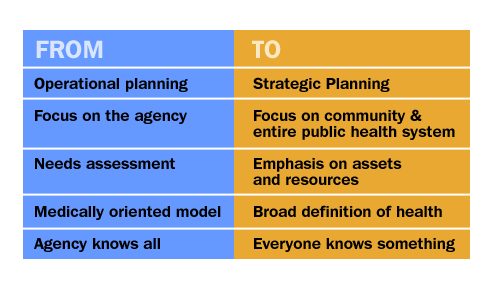 FROM TO
Operational planning Strategic Planning
Focus on the agency Focus on community &
entire public health system
Needs assessment Emphasis on assets
and resources
Medically oriented model Broad definition of health
Agency knows all Everyone knows something